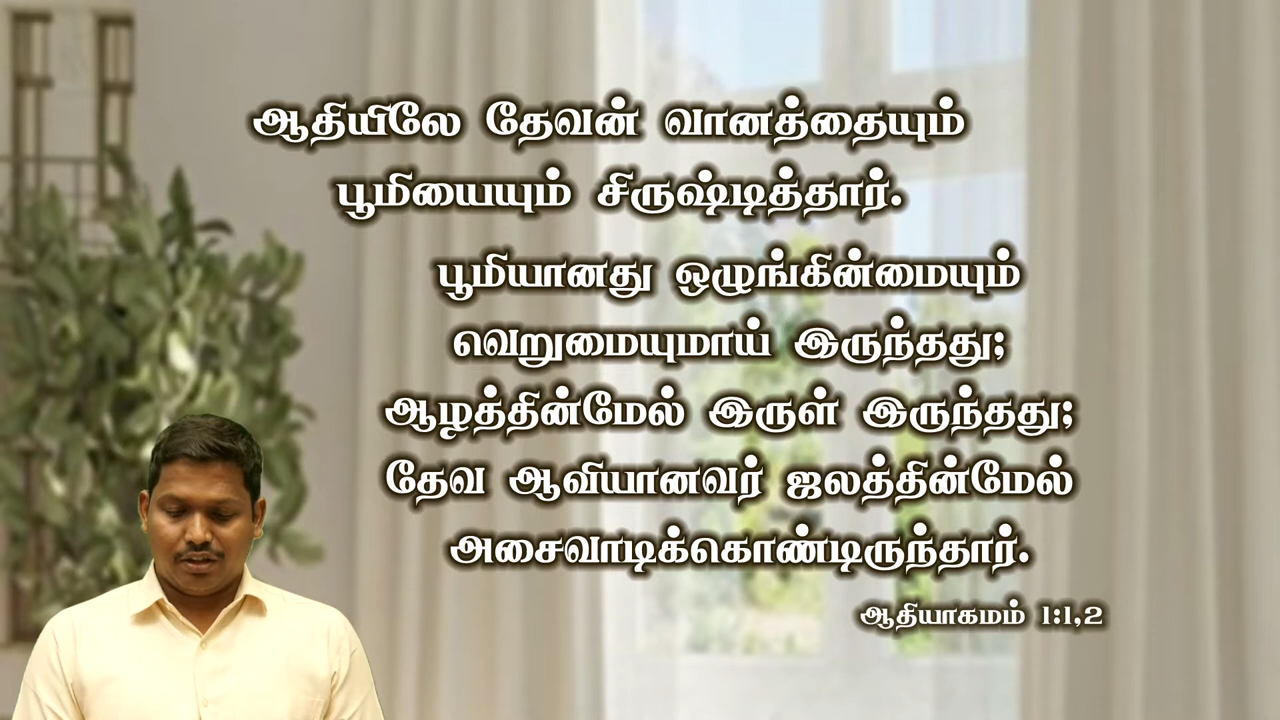 ஆதியிலே தேவன் வானத்தையும்
பூமியையும் சிருஷ்டித்தார்.
பூமியானது ஒழுங்கின்மையும்
வெறுமையுமாய் இருந்தது;
ஆழத்தின்மேல் இருள் இருந்தது;
தேவ ஆவியானவர் ஜலத்தின்மேல்
அசைவாடிக்கொண்டிருந்தார்.
ஆதியாகமம் 1:1,2